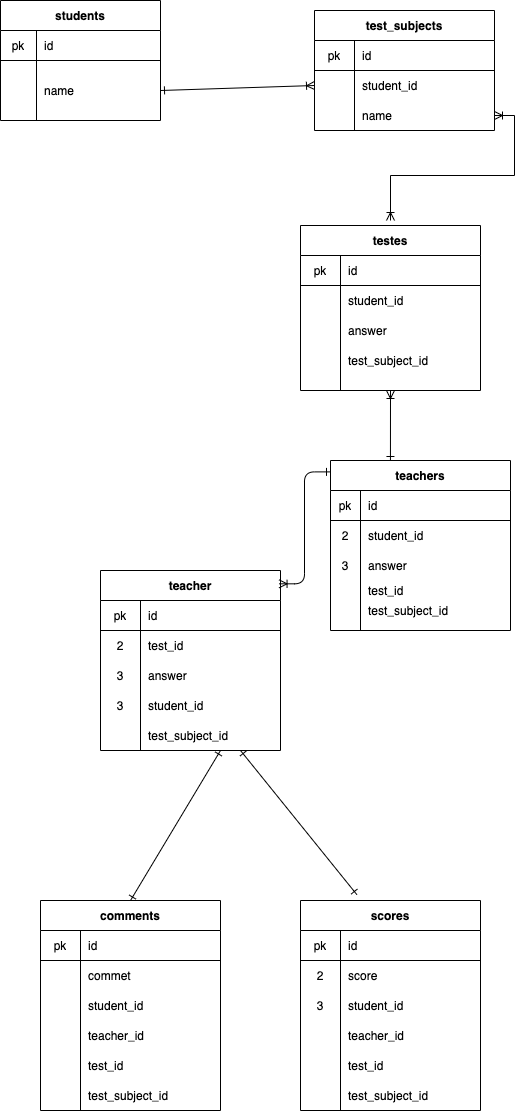 students
pk id
name
test_subjects
pk id
student_id
name
testes
pk id
student_id
answer
test_subject_id
teachers
pk id
2 student_id
3 answer
test_id
test_subject_id
teacher
pk id
2 test_id
3 answer
3 student_id
test_subject_id
comments
pk id
commet
student_id
teacher_id
test_id
test_subject_id
scores
pk id
2 score
3 student_id
teacher_id
test_id
test_subject_id